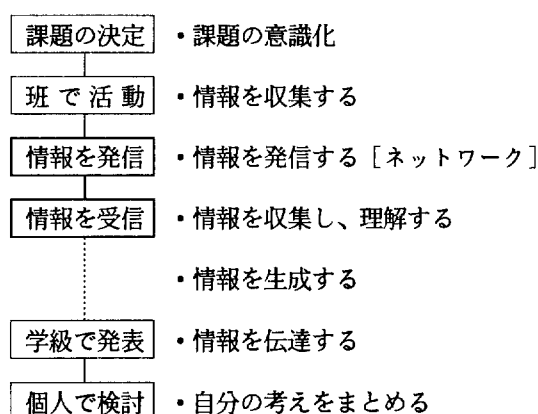 課題の決定 ・課題の意識化
班で活動 ・情報を収集する
情報を発信 ・情報を発信する［ネットワーク］
情報を受信 ・情報を収集し、理解する
・情報を生成する
学級で発表 ・情報を伝達する
個人で検討 ・自分の考えをまとめる